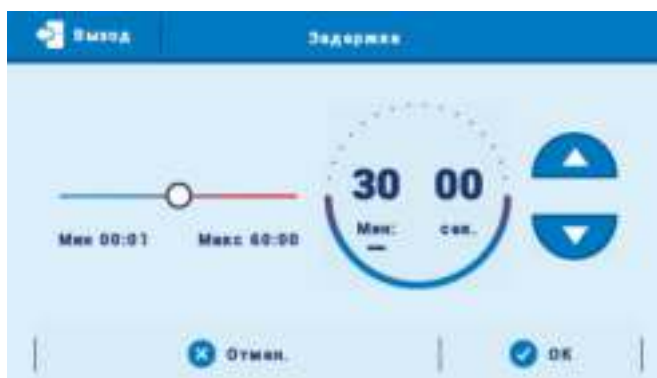 Выход
Задержка
30 00
Мин: сек.
Мин 00:01 Макс 60:00
Отмен. OK